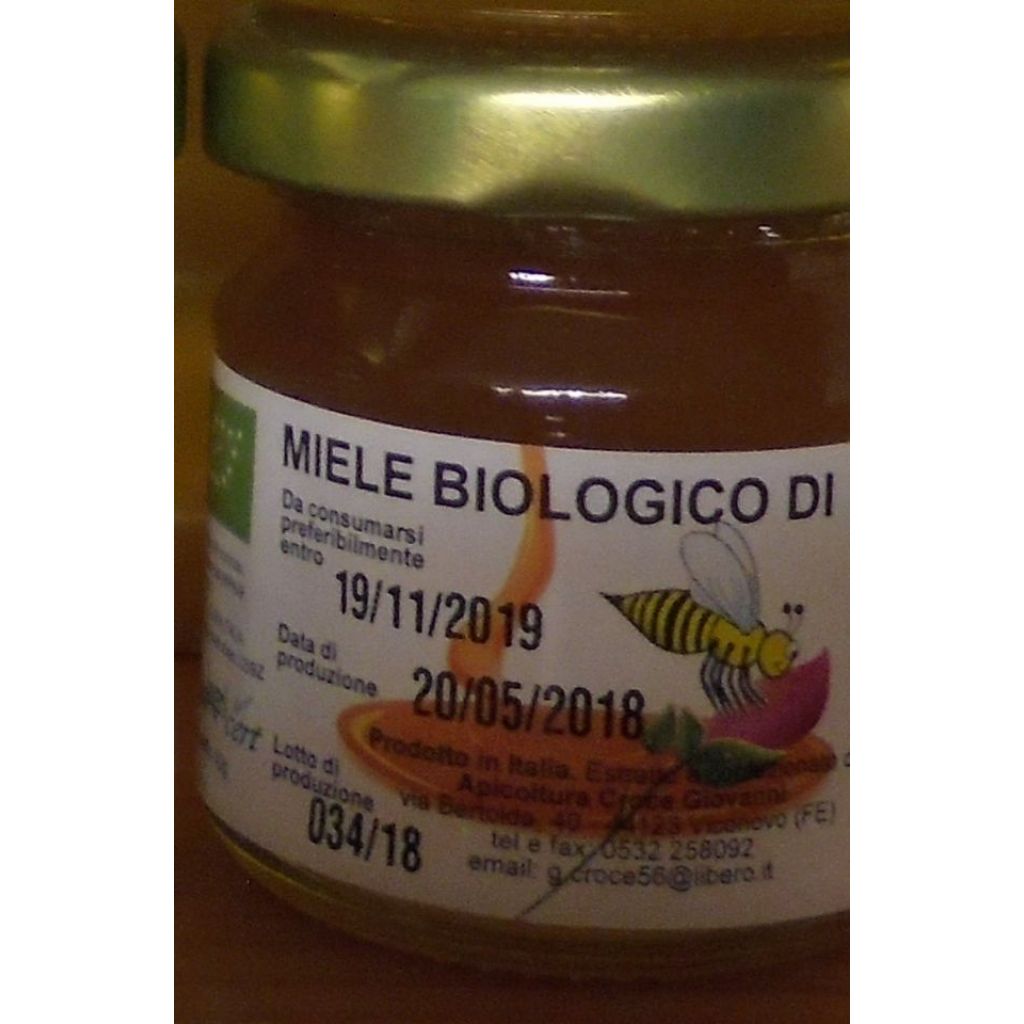 MIELE BIOLOGICO DI
Da consumarsi
preferibilmente
entro
19/11/2019
Data di
produzione
20/05/2018
Prodotto in Italia.
Apicoltura Croce Giovanni
via Bertolda, (FE)
Lotto di
produzione
034/18
tel e fax 0532 258092
email: g.croce56@libero.it